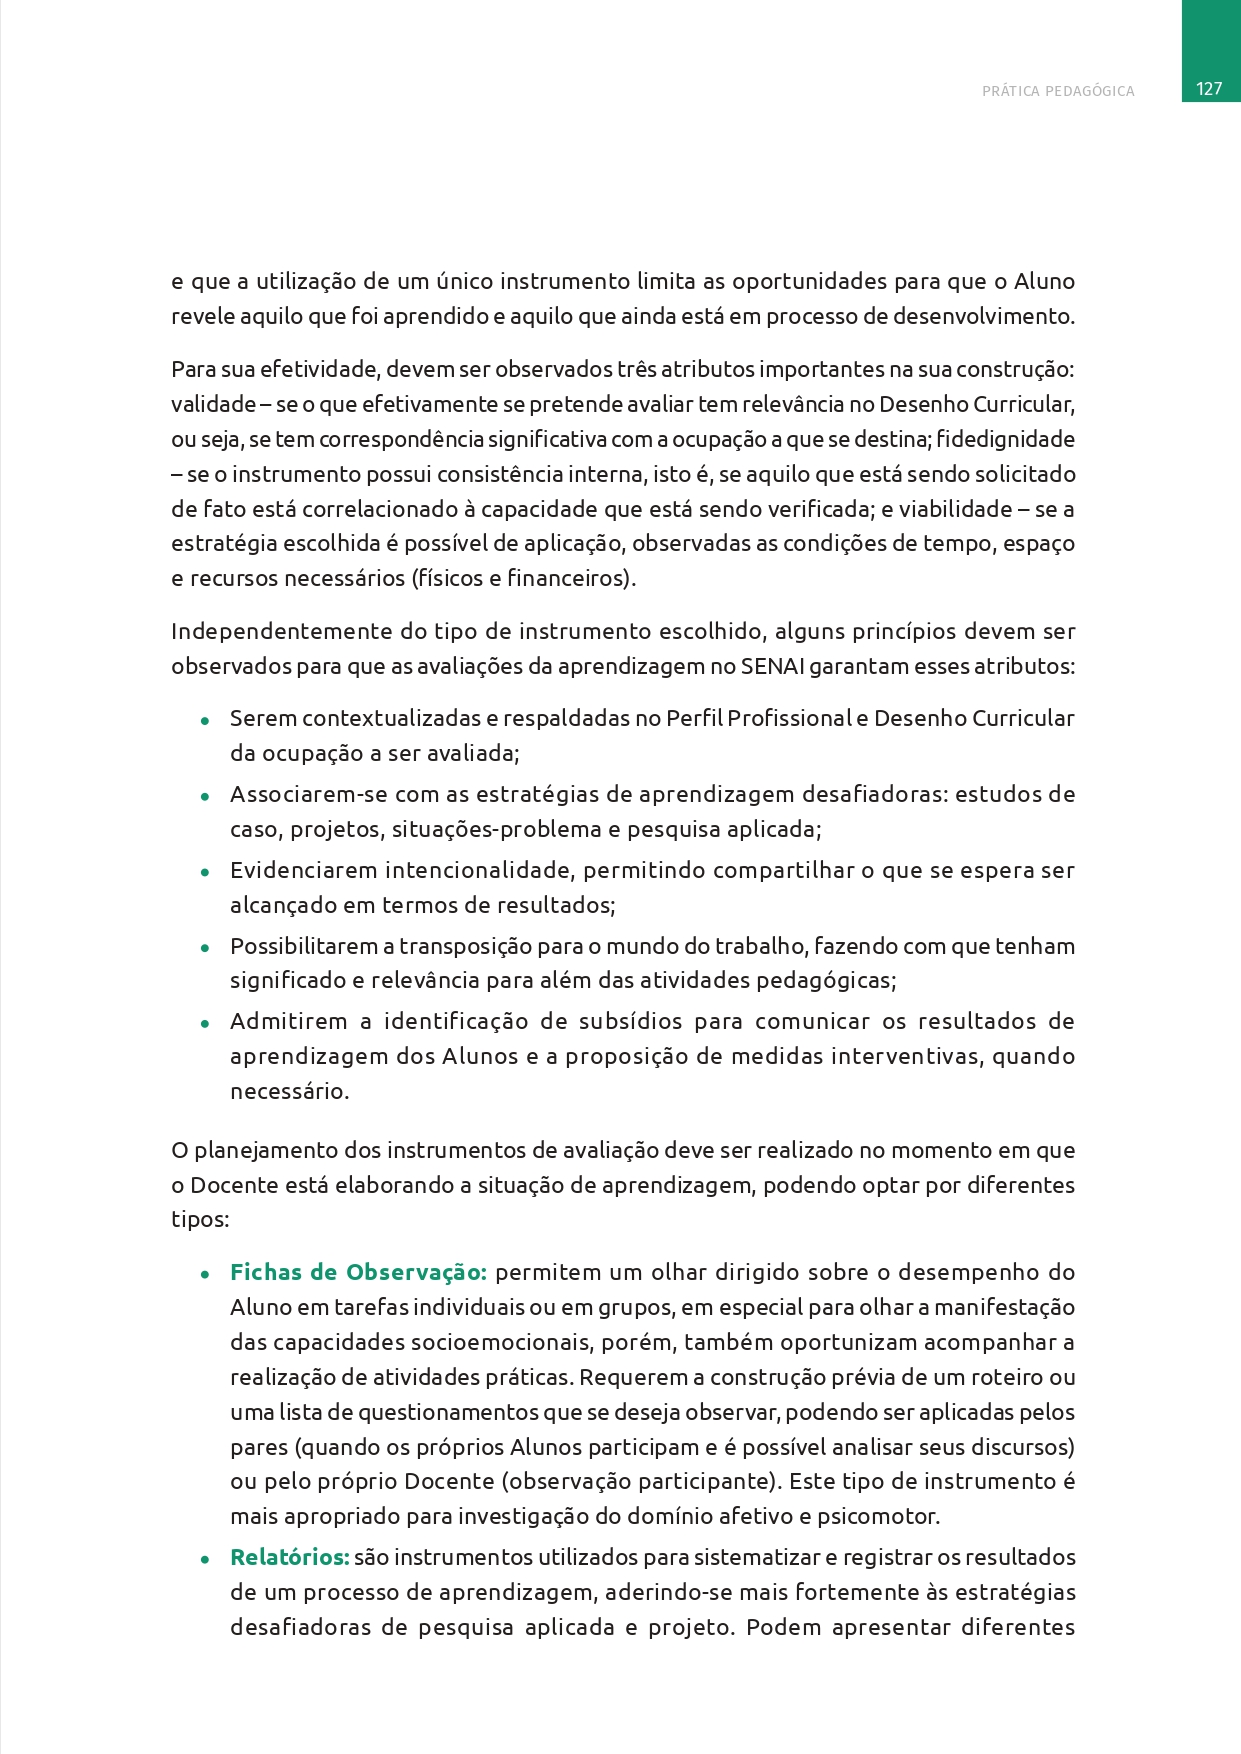 PRÁTICA PEDAGÓGICA
127
e que a utilização de um único instrumento limita as oportunidades para que o Aluno
revele aquilo que foi aprendido e aquilo que ainda está em processo de desenvolvimento.
Para sua efetividade, devem ser observados três atributos importantes na sua construção:
validade – se o que efetivamente se pretende avaliar tem relevância no Desenho Curricular,
ou seja, se tem correspondência significativa com a ocupação a que se destina; fidedignidade
– se o instrumento possui consistência interna, isto é, se aquilo que está sendo solicitado
de fato está correlacionado à capacidade que está sendo verificada; e viabilidade – se a
estratégia escolhida é possível de aplicação, observadas as condições de tempo, espaço
e recursos necessários (físicos e financeiros).
Independentemente do tipo de instrumento escolhido, alguns princípios devem ser
observados para que as avaliações da aprendizagem no SENAI garantam esses atributos:
• Serem contextualizadas e respaldadas no Perfil Profissional e Desenho Curricular
da ocupação a ser avaliada;
• Associarem-se com as estratégias de aprendizagem desafiadoras: estudos de
caso, projetos, situações-problema e pesquisa aplicada;
• Evidenciarem intencionalidade, permitindo compartilhar o que se espera ser
alcançado em termos de resultados;
• Possibilitarem a transposição para o mundo do trabalho, fazendo com que tenham
significado e relevância para além das atividades pedagógicas;
• Admitirem a identificação de subsídios para comunicar os resultados de
aprendizagem dos Alunos e a proposição de medidas interventivas, quando
necessário.
O planejamento dos instrumentos de avaliação deve ser realizado no momento em que
o Docente está elaborando a situação de aprendizagem, podendo optar por diferentes
tipos:
• Fichas de Observação: permitem um olhar dirigido sobre o desempenho do
Aluno em tarefas individuais ou em grupos, em especial para olhar a manifestação
das capacidades socioemocionais, porém, também oportunizam acompanhar a
realização de atividades práticas. Requerem a construção prévia de um roteiro ou
uma lista de questionamentos que se deseja observar, podendo ser aplicadas pelos
pares (quando os próprios Alunos participam e é possível analisar seus discursos)
ou pelo próprio Docente (observação participante). Este tipo de instrumento é
mais apropriado para investigação do domínio afetivo e psicomotor.
• Relatórios: são instrumentos utilizados para sistematizar e registrar os resultados
de um processo de aprendizagem, aderindo-se mais fortemente às estratégias
desafiadoras de pesquisa aplicada e projeto. Podem apresentar diferentes